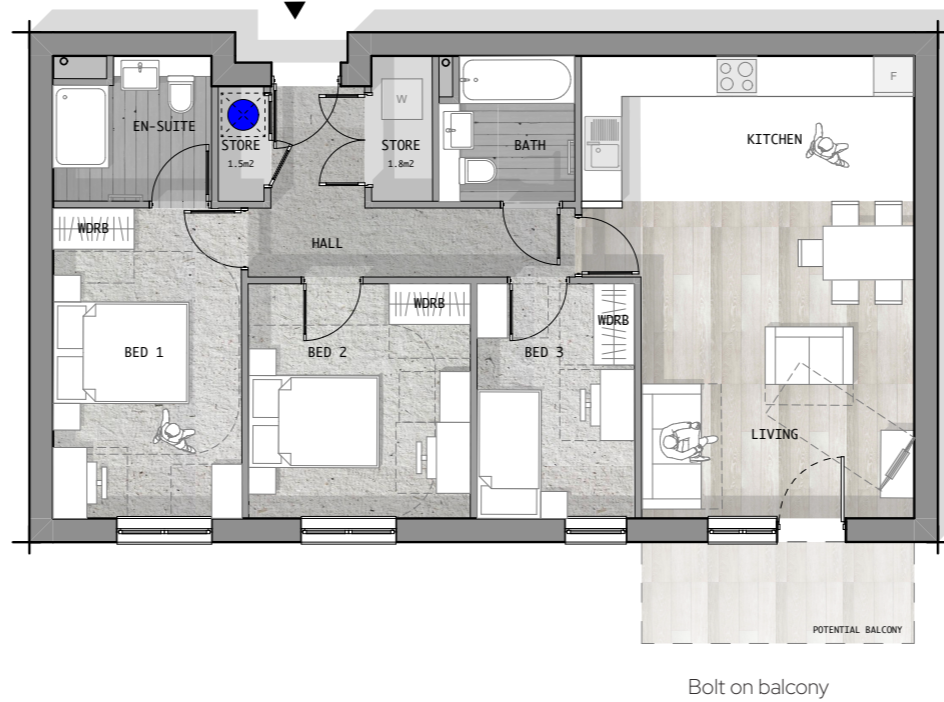 W
F
EN-SUITE
STORE
1.5m2
STORE
1.8m2
BATH
KITCHEN
WDRB
HALL
WDRB
WDRB
BED 1
BED 2
BED 3
LIVING
POTENTIAL BALCONY
Bolt on balcony